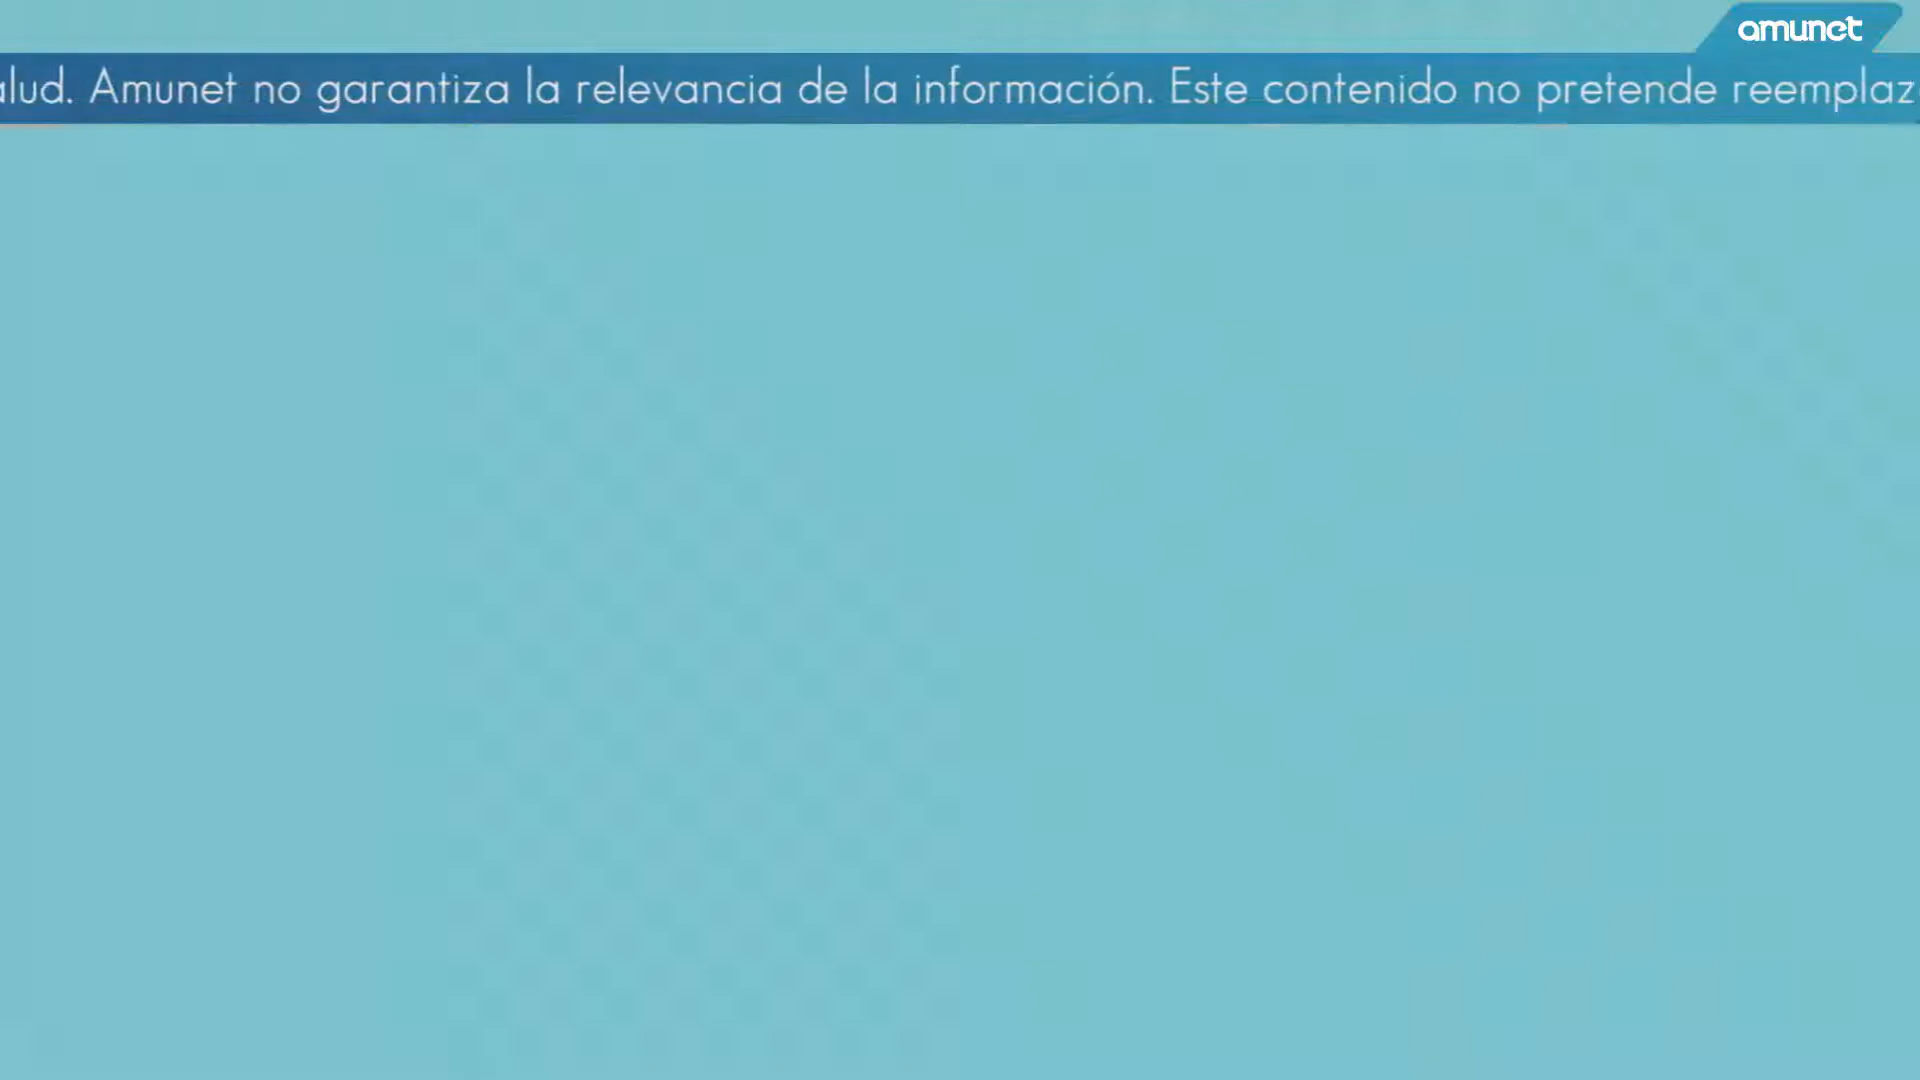 amunet
alud. Amunet no garantiza la relevancia de la información. Este contenido no pretende reemplaz